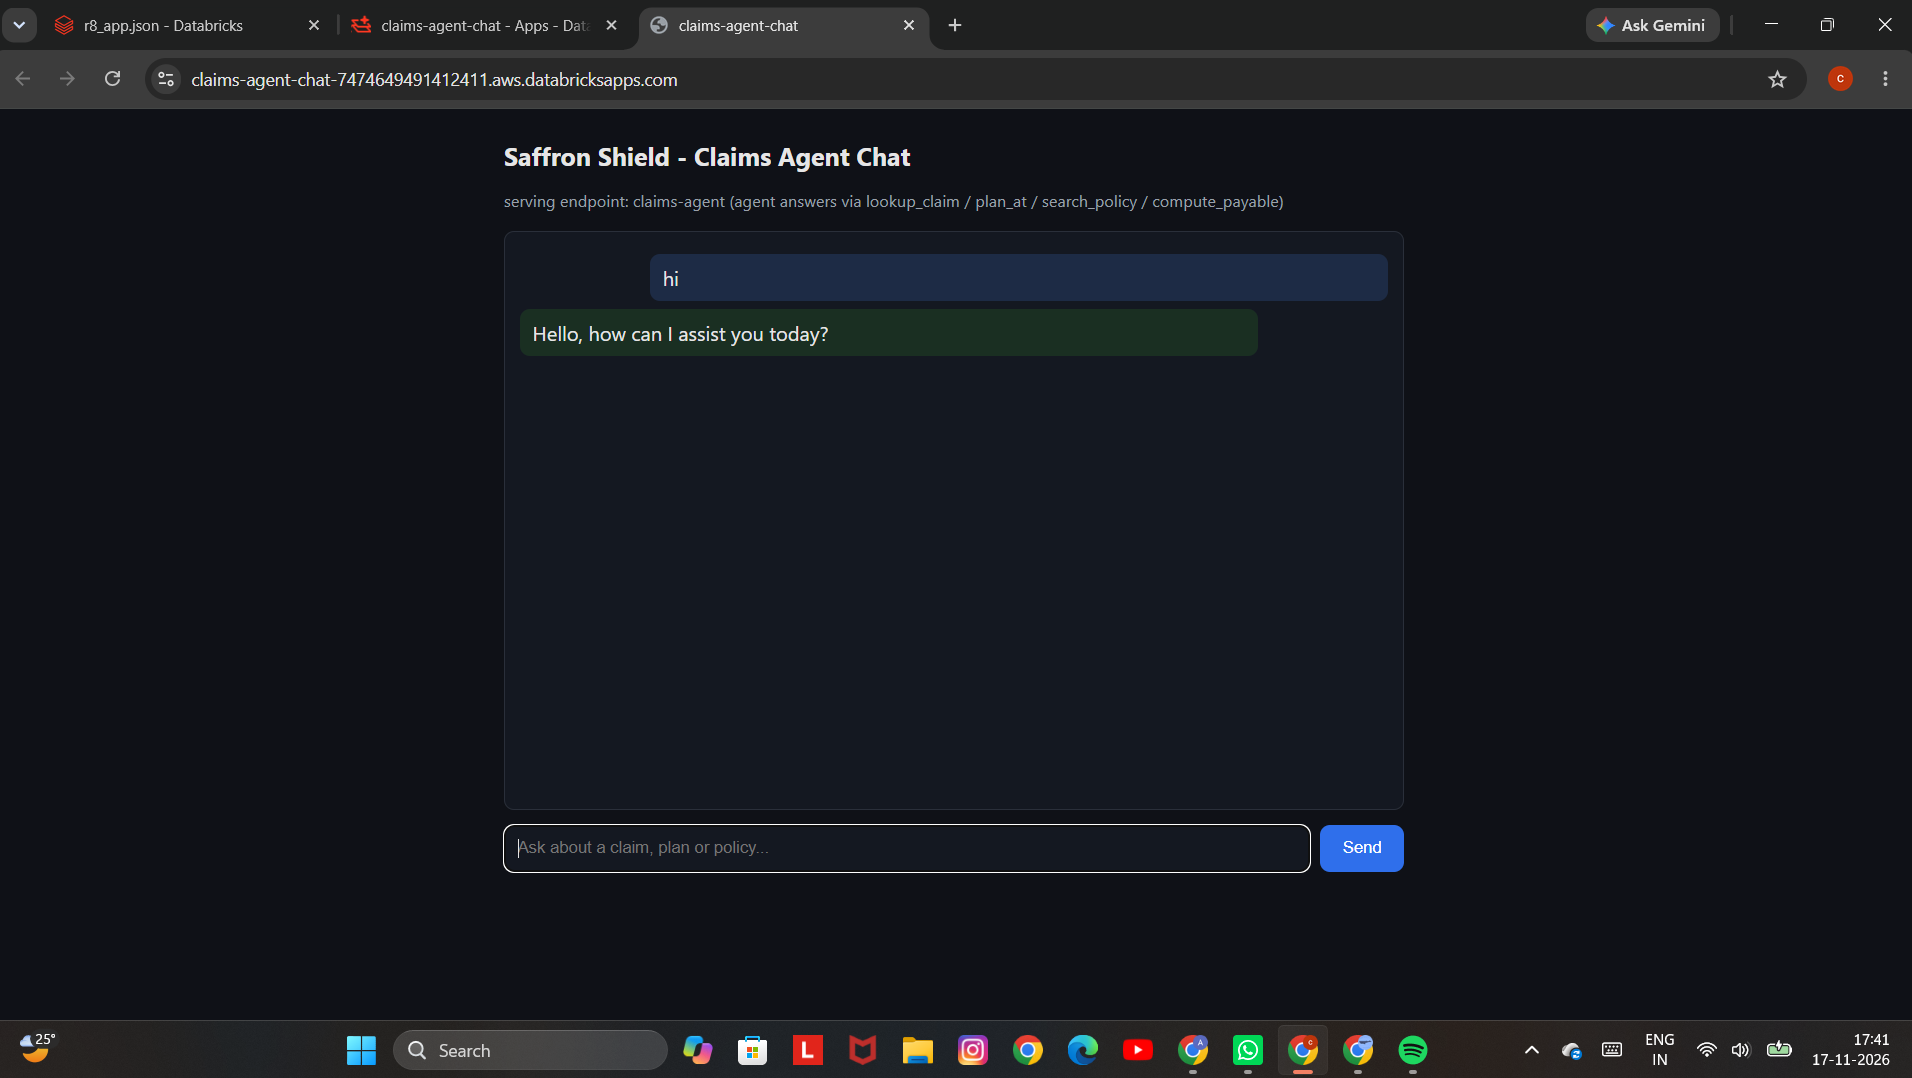 r8_app.json - Databricks
claims-agent-chat - Apps - Data
claims-agent-chat
Ask Gemini
claims-agent-chat-7474649491412411.aws.databricksapps.com
c
Saffron Shield - Claims Agent Chat
serving endpoint: claims-agent (agent answers via lookup_claim / plan_at / search_policy / compute_payable)
hi
Hello, how can I assist you today?
Ask about a claim, plan or policy...
Send
25°
Search
L
A
c
ENG
IN
17:41
17-11-2026